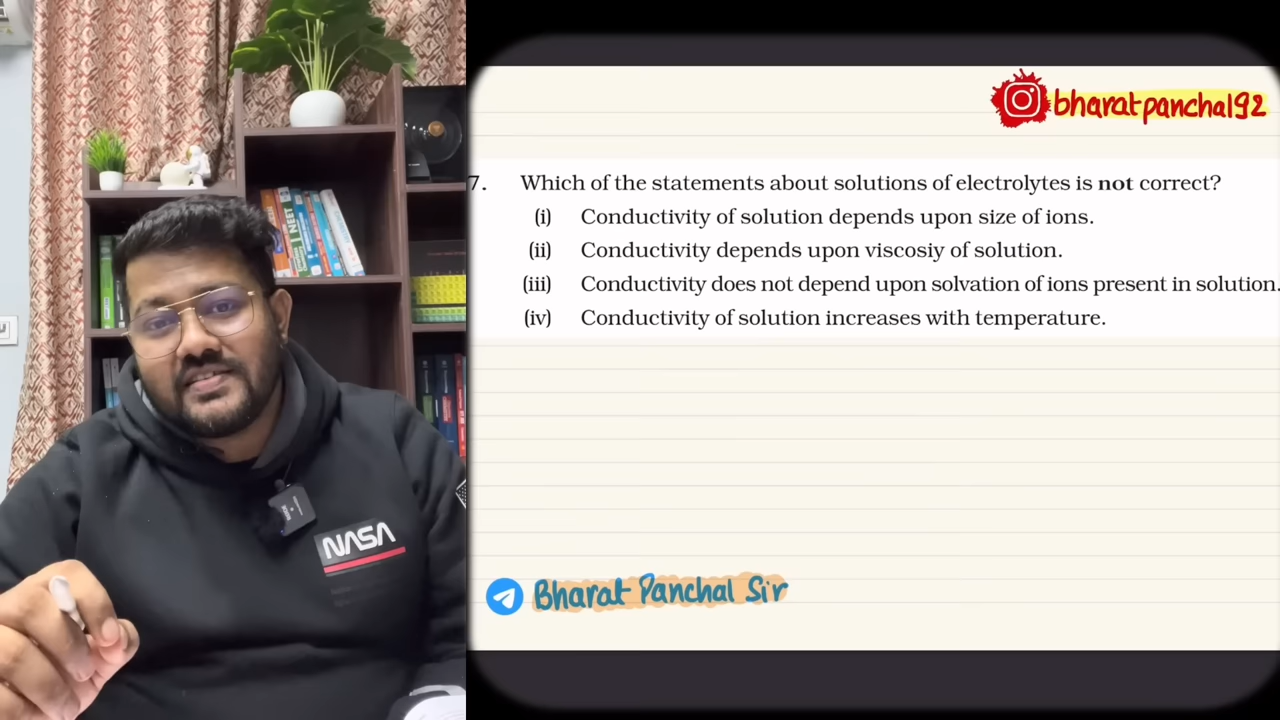 bharatpanchal92
7. Which of the statements about solutions of electrolytes is not correct?
(i) Conductivity of solution depends upon size of ions.
(ii) Conductivity depends upon viscosiy of solution.
(iii) Conductivity does not depend upon solvation of ions present in solution.
(iv) Conductivity of solution increases with temperature.
NEET
NASA
Bharat Panchal Sir